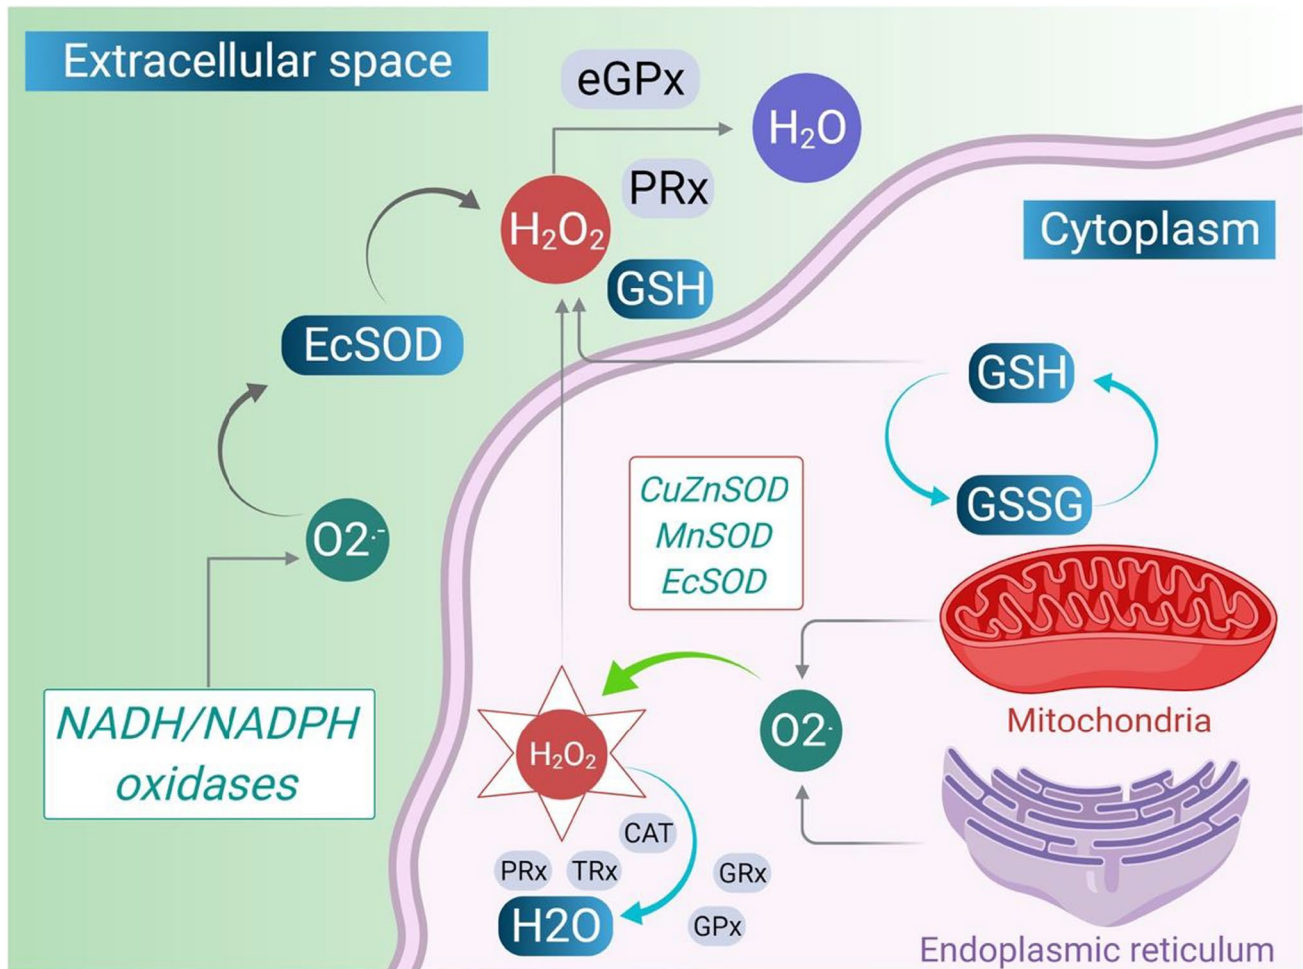 Extracellular space
eGPx
H₂O
PRx
H₂O₂
GSH
Cytoplasm
EcSOD
GSH
GSSG
CuZnSOD
MnSOD
EcSOD
O2·-
NADH/NADPH
oxidases
Mitochondria
O2·
H₂O₂
CAT
PRx
TRx
GRx
H2O
GPx
Endoplasmic reticulum